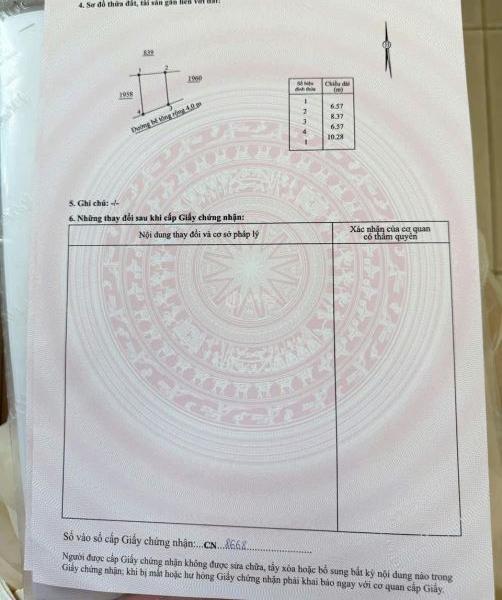 4. Sơ đồ thửa đất, tài sản gắn liền với đất:
839
1 2
1960
1958
4 3
Đường bê tông rộng 4.0 m
Số hiệu đỉnh thửa Chiều dài (m)
1
6.57
2
8.37
3
6.57
4
10.28
1
5. Ghi chú: -/-
6. Những thay đổi sau khi cấp Giấy chứng nhận:
Nội dung thay đổi và cơ sở pháp lý
Xác nhận của cơ quan
có thẩm quyền
Số vào sổ cấp Giấy chứng nhận:...CN...8668...
Người được cấp Giấy chứng nhận không được sửa chữa, tẩy xóa hoặc bổ sung bất kỳ nội dung nào trong
Giấy chứng nhận; khi bị mất hoặc hư hỏng Giấy chứng nhận phải khai báo ngay với cơ quan cấp Giấy.